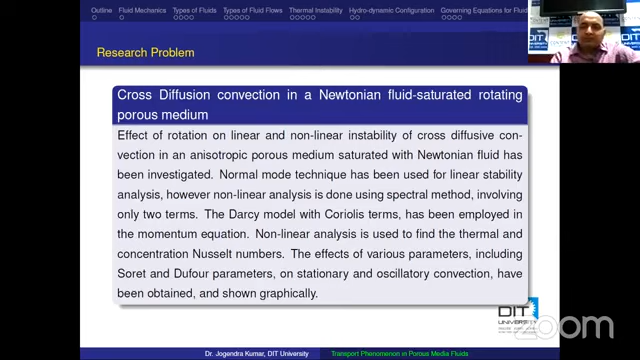 Outline Fluid Mechanics Types of Fluids Types of Fluid Flows Thermal Instability Hydro-dynamic Configuration Governing Equations for Fluid
Research Problem
Cross Diffusion convection in a Newtonian fluid-saturated rotating
porous medium
Effect of rotation on linear and non-linear instability of cross diffusive con-
vection in an anisotropic porous medium saturated with Newtonian fluid has
been investigated. Normal mode technique has been used for linear stability
analysis, however non-linear analysis is done using spectral method, involving
only two terms. The Darcy model with Coriolis terms, has been employed in
the momentum equation. Non-linear analysis is used to find the thermal and
concentration Nusselt numbers. The effects of various parameters, including
Soret and Dufour parameters, on stationary and oscillatory convection, have
been obtained, and shown graphically.
DIT
UNIVERSITY
zoom
Dr. Jogendra Kumar, DIT University Transport Phenomenon in Porous Media Fluids